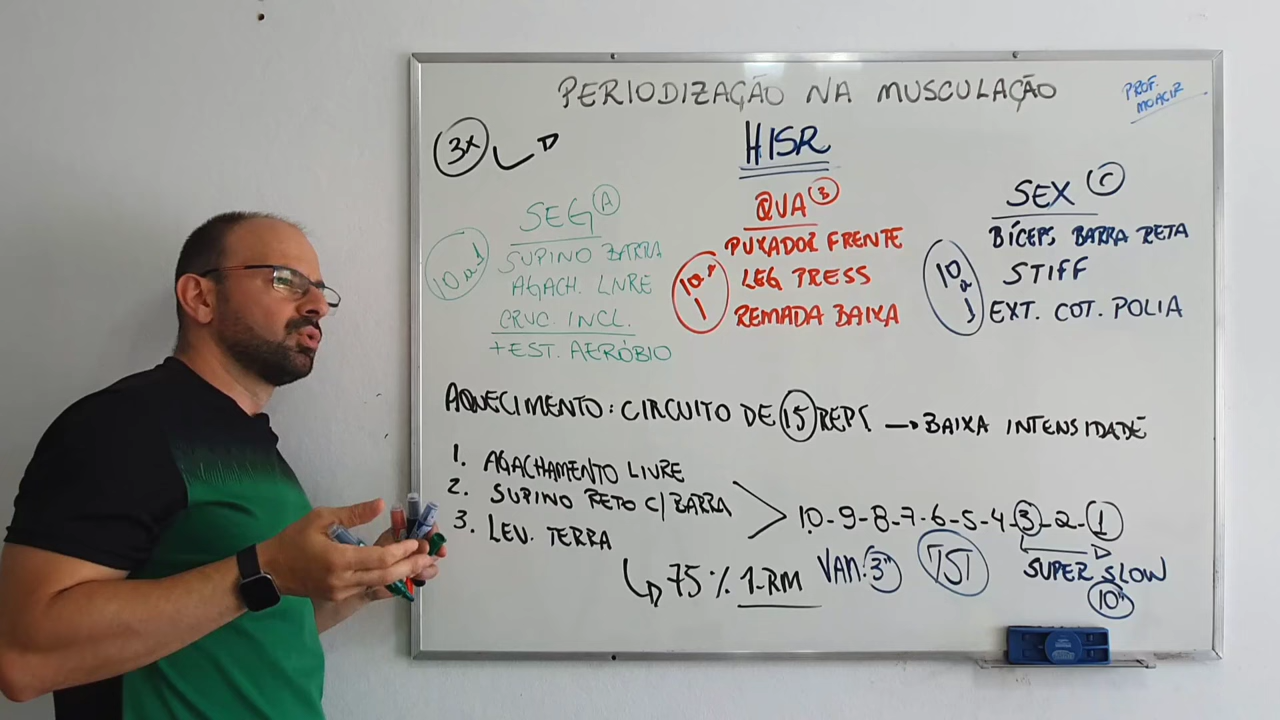 PERIODIZAÇÃO NA MUSCULAÇÃO
PROF. MOACIR
3X
HISR
SEG A
SUPINO BARRA
AGACH. LIVRE
CRUC. INCL.
+ EST. AERÓBIO
10 a 1
QUA B
PUXADOR FRENTE
LEG PRESS
REMADA BAIXA
10 a 1
SEX C
BÍCEPS BARRA RETA
STIFF
EXT. COT. POLIA
10 a 1
AQUECIMENTO: CIRCUITO DE 15 REPS → BAIXA INTENSIDADE
1. AGACHAMENTO LIVRE
2. SUPINO RETO C/ BARRA
3. LEV. TERRA
10-9-8-7-6-5-4-3-2-1
75% 1-RM
VAN: 3"
TST
SUPER SLOW
10"